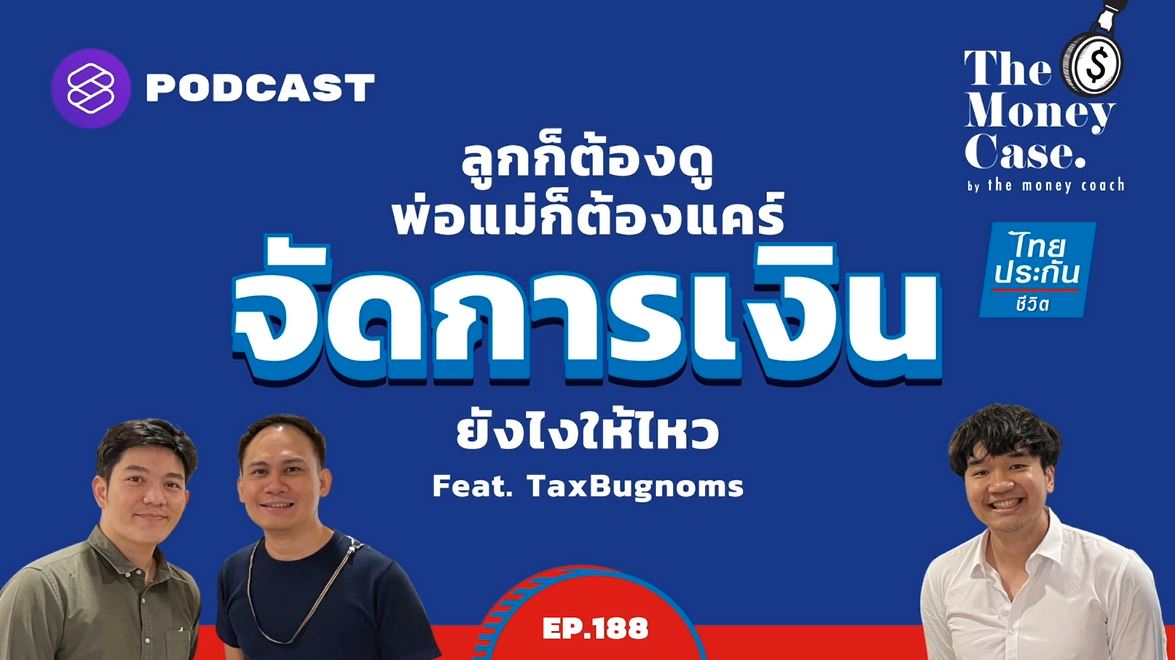 PODCAST
The
Money
Case.
by the money coach
ลูกก็ต้องดู
พ่อแม่ก็ต้องแคร์
จัดการเงิน
ยังไงให้ไหว
Feat. TaxBugnoms
ไทย
ประกัน
ชีวิต
EP.188